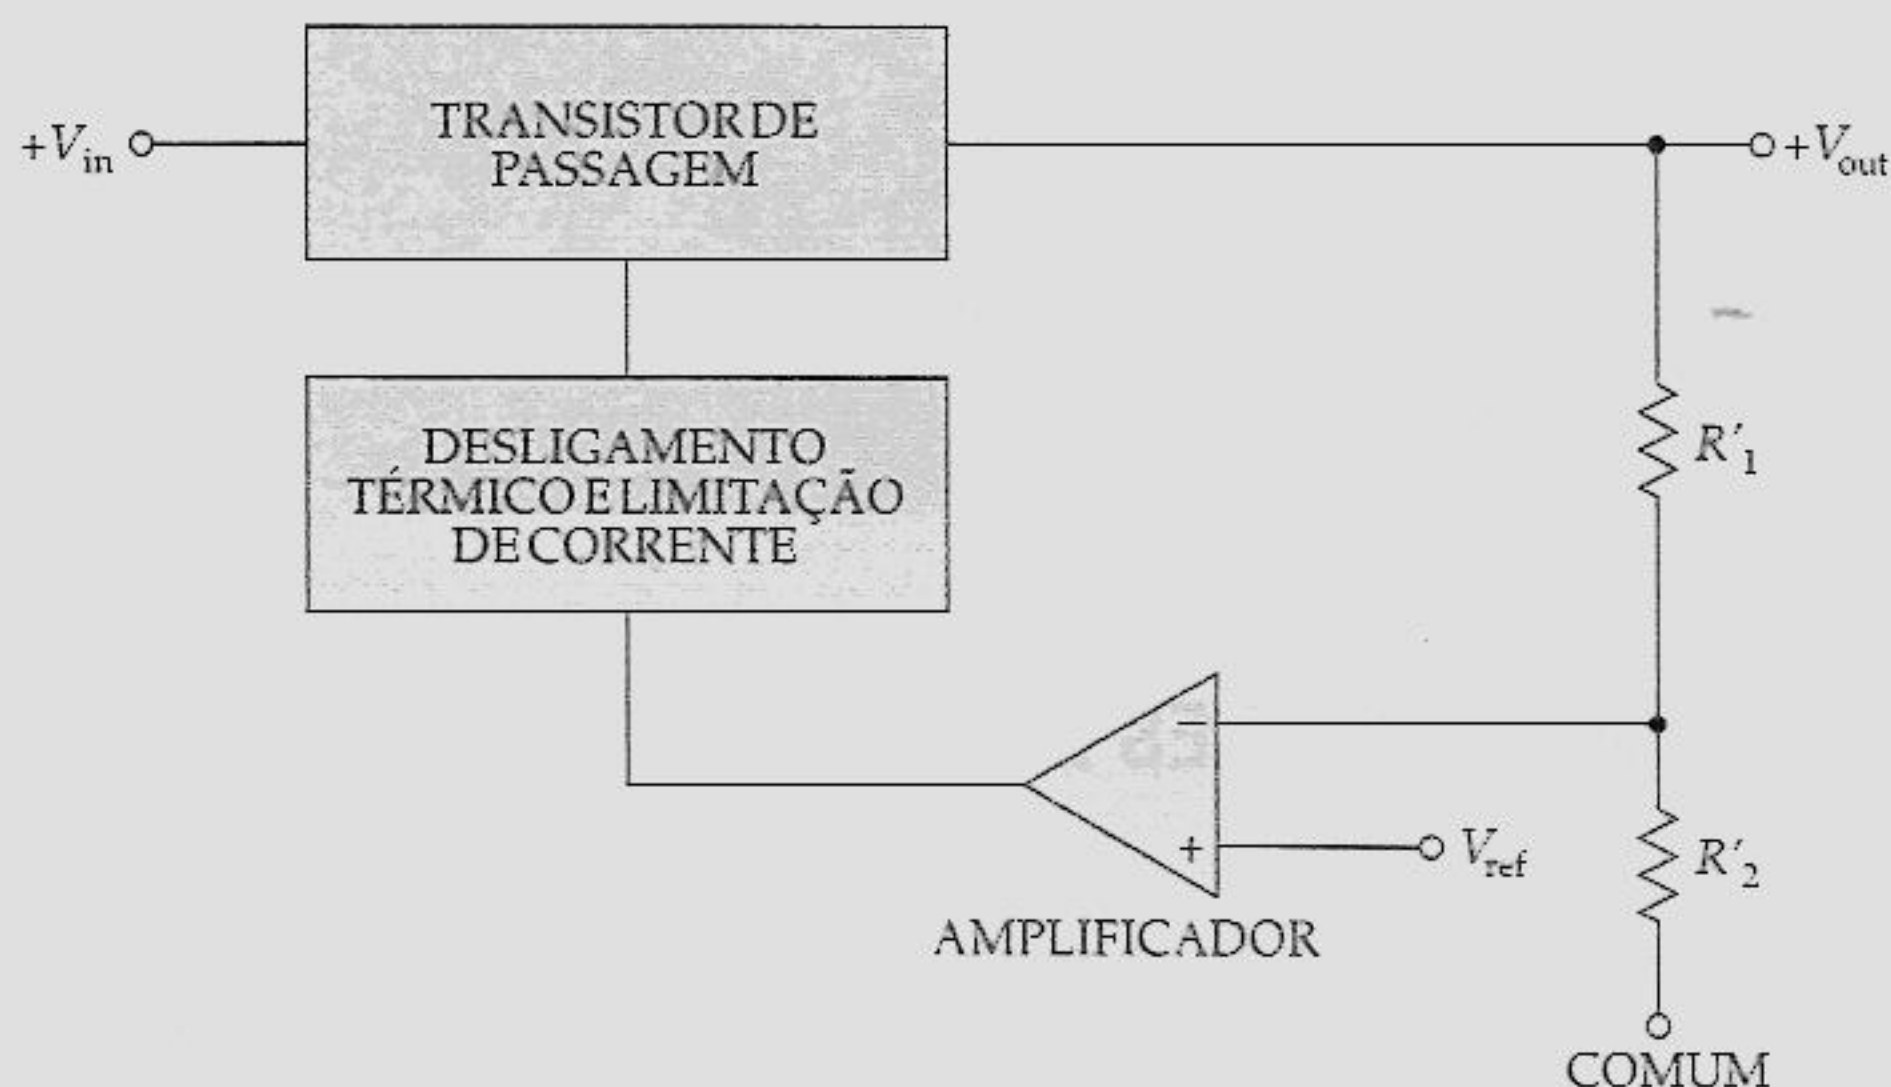 TRANSISTOR DE
PASSAGEM
+Vin
+Vout
DESLIGAMENTO
TÉRMICO E LIMITAÇÃO
DE CORRENTE
R'1
−
+
Vref
R'2
AMPLIFICADOR
COMUM